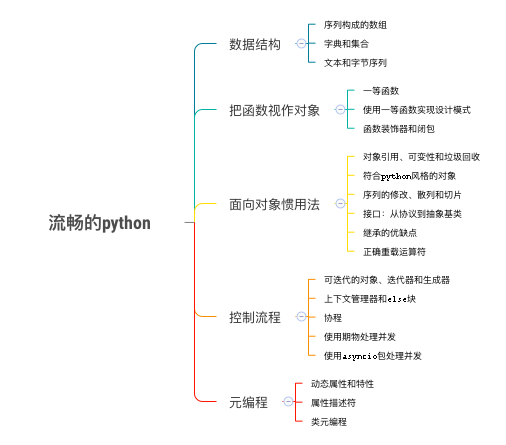 流畅的python
数据结构
序列构成的数组
字典和集合
文本和字节序列
把函数视作对象
一等函数
使用一等函数实现设计模式
函数装饰器和闭包
面向对象惯用法
对象引用、可变性和垃圾回收
符合python风格的对象
序列的修改、散列和切片
接口：从协议到抽象基类
继承的优缺点
正确重载运算符
控制流程
可迭代的对象、迭代器和生成器
上下文管理器和else块
协程
使用期物处理并发
使用asyncio包处理并发
元编程
动态属性和特性
属性描述符
类元编程